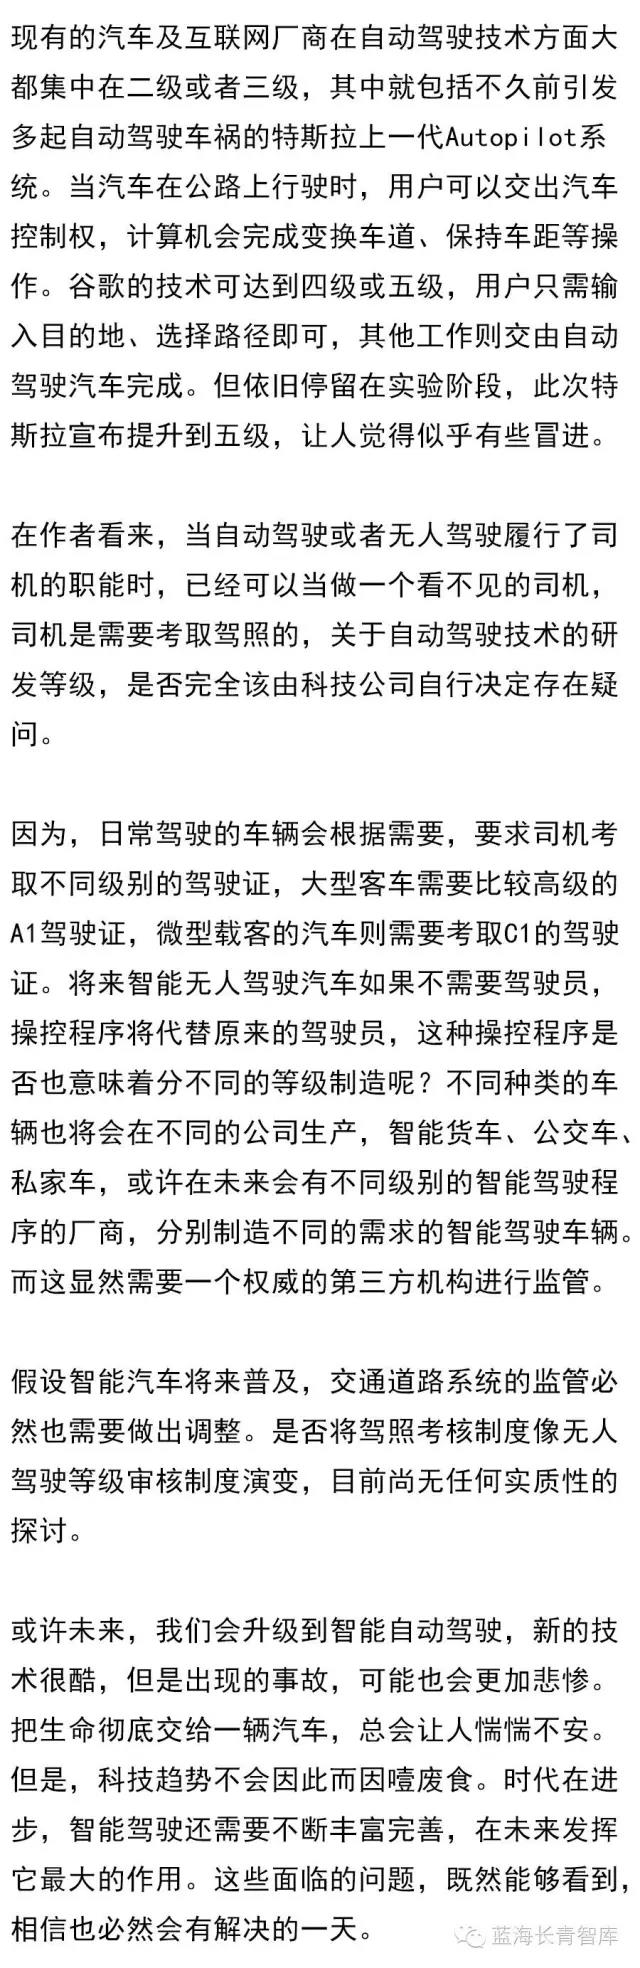 现有的汽车及互联网厂商在自动驾驶技术方面大
都集中在二级或者三级，其中就包括不久前引发
多起自动驾驶车祸的特斯拉上一代Autopilot系
统。当汽车在公路上行驶时，用户可以交出汽车
控制权，计算机会完成变换车道、保持车距等操
作。谷歌的技术可达到四级或五级，用户只需输
入目的地、选择路径即可，其他工作则交由自动
驾驶汽车完成。但依旧停留在实验阶段，此次特
斯拉宣布提升到五级，让人觉得似乎有些冒进。
在作者看来，当自动驾驶或者无人驾驶履行了司
机的职能时，已经可以当做一个看不见的司机，
司机是需要考取驾照的，关于自动驾驶技术的研
发等级，是否完全该由科技公司自行决定存在疑
问。
因为，日常驾驶的车辆会根据需要，要求司机考
取不同级别的驾驶证，大型客车需要比较高级的
A1驾驶证，微型载客的汽车则需要考取C1的驾驶
证。将来智能无人驾驶汽车如果不需要驾驶员，
操控程序将代替原来的驾驶员，这种操控程序是
否也意味着分不同的等级制造呢？不同种类的车
辆也将会在不同的公司生产，智能货车、公交车、
私家车，或许在未来会有不同级别的智能驾驶程
序的厂商，分别制造不同的需求的智能驾驶车辆。
而这显然需要一个权威的第三方机构进行监管。
假设智能汽车将来普及，交通道路系统的监管必
然也需要做出调整。是否将驾照考核制度像无人
驾驶等级审核制度演变，目前尚无任何实质性的
探讨。
或许未来，我们会升级到智能自动驾驶，新的技
术很酷，但是出现的事故，可能也会更加悲惨。
把生命彻底交给一辆汽车，总会让人惴惴不安。
但是，科技趋势不会因此而因噎废食。时代在进
步，智能驾驶还需要不断丰富完善，在未来发挥
它最大的作用。这些面临的问题，既然能够看到，
相信也必然会有解决的一天。
蓝海长青智库